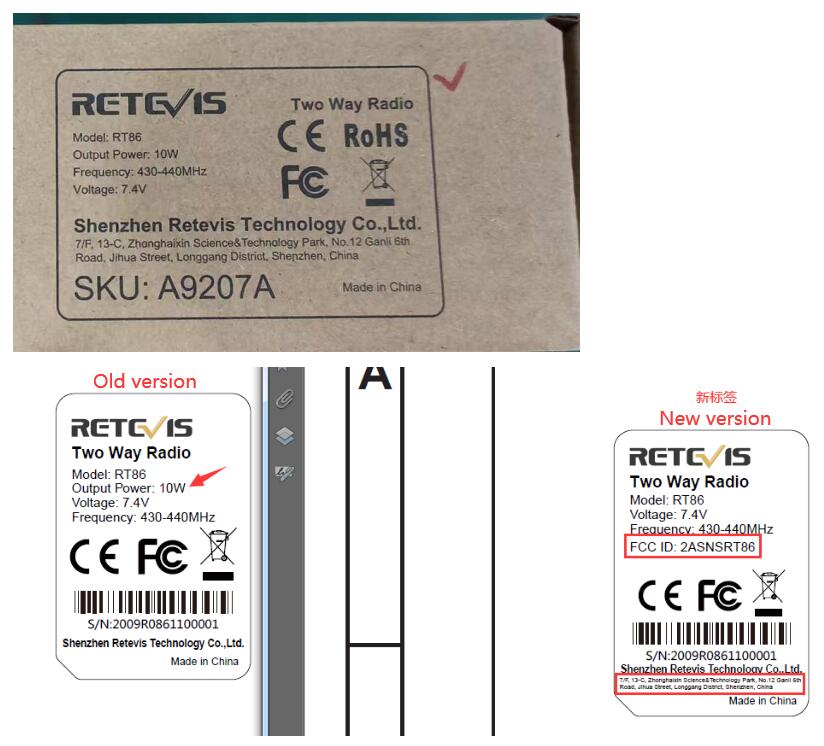 RETEVIS
Two Way Radio
Model: RT86
Output Power: 10W
Frequency: 430-440MHz
Voltage: 7.4V
CE RoHS
FC
Shenzhen Retevis Technology Co.,Ltd.
7/F, 13-C, Zhonghaixin Science&Technology Park, No.12 Ganli 6th
Road, Jihua Street, Longgang District, Shenzhen, China
SKU: A9207A
Made in China
Old version
RETEVIS
Two Way Radio
Model: RT86
Output Power: 10W
Voltage: 7.4V
Frequency: 430-440MHz
CE FC
S/N:2009R0861100001
Shenzhen Retevis Technology Co.,Ltd.
Made in China
A
新标签
New version
RETEVIS
Two Way Radio
Model: RT86
Voltage: 7.4V
Frequency: 430-440MHz
FCC ID: 2ASNSRT86
CE FC
S/N:2009R0861100001
Shenzhen Retevis Technology Co.,Ltd.
7/F, 13-C, Zhonghaixin Science&Technology Park, No.12 Ganli 6th
Road, Jihua Street, Longgang District, Shenzhen, China
Made in China